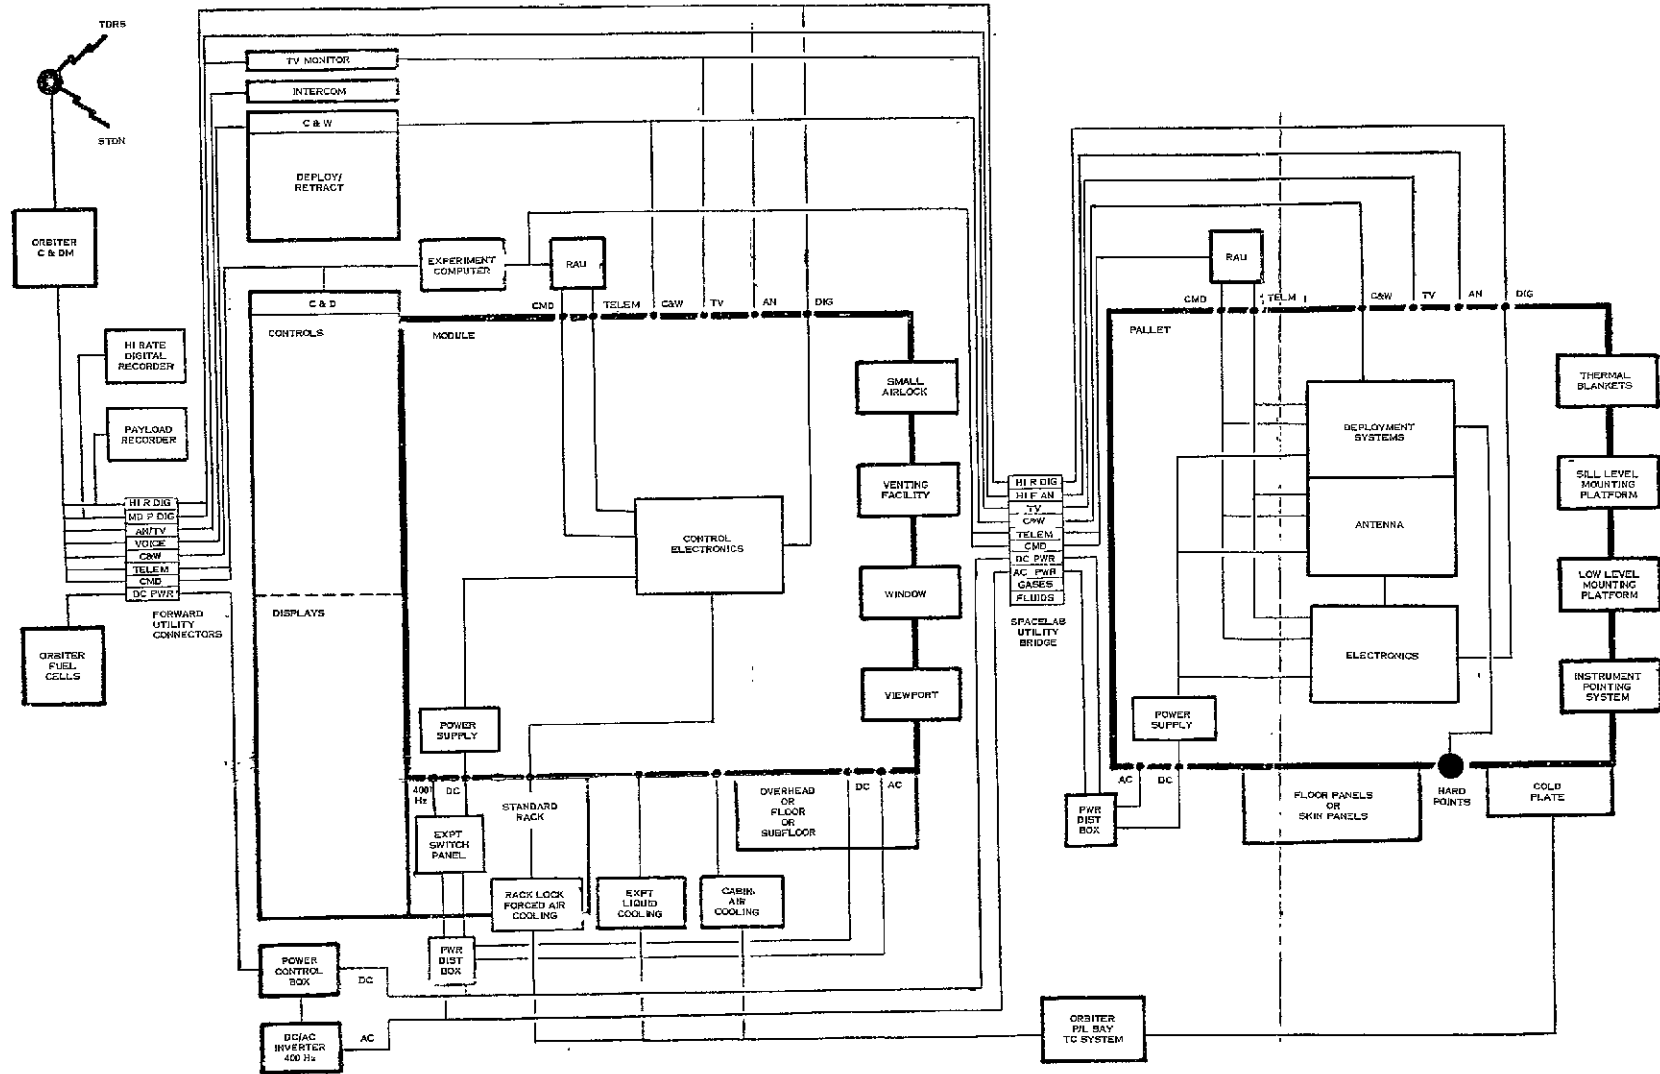 TDRS
STDN
ORBITER
C & DM
TV MONITOR
INTERCOM
C & W
DEPLOY/
RETRACT
EXPERIMENT
COMPUTER
RAU
C & D
CONTROLS
DISPLAYS
MODULE
CMD
TELEM
C&W
TV
AN
DIG
HI RATE
DIGITAL
RECORDER
PAYLOAD
RECORDER
HI R DIG
MD P DIG
AN/TV
VOICE
C&W
TELEM
CMD
DC PWR
FORWARD
UTILITY
CONNECTORS
ORBITER
FUEL
CELLS
SMALL
AIRLOCK
VENTING
FACILITY
WINDOW
VIEWPORT
CONTROL
ELECTRONICS
POWER
SUPPLY
400
Hz
DC
STANDARD
RACK
OVERHEAD
OR
FLOOR
OR
SUBFLOOR
DC
AC
EXPT
SWITCH
PANEL
RACK LOCK
FORCED AIR
COOLING
EXPT
LIQUID
COOLING
CABIN
AIR
COOLING
PWR
DIST
BOX
POWER
CONTROL
BOX
DC
DC/AC
INVERTER
400 Hz
AC
HI R DIG
HI F AN
TV
C&W
TELEM
CMD
DC PWR
AC PWR
GASES
FLUIDS
SPACELAB
UTILITY
BRIDGE
RAU
CMD
TELM
C&W
TV
AN
DIG
PALLET
DEPLOYMENT
SYSTEMS
ANTENNA
ELECTRONICS
POWER
SUPPLY
THERMAL
BLANKETS
SILL LEVEL
MOUNTING
PLATFORM
LOW LEVEL
MOUNTING
PLATFORM
INSTRUMENT
POINTING
SYSTEM
AC
DC
PWR
DIST
BOX
FLOOR PANELS
OR
SKIN PANELS
HARD
POINTS
COLD
PLATE
ORBITER
P/L BAY
TC SYSTEM